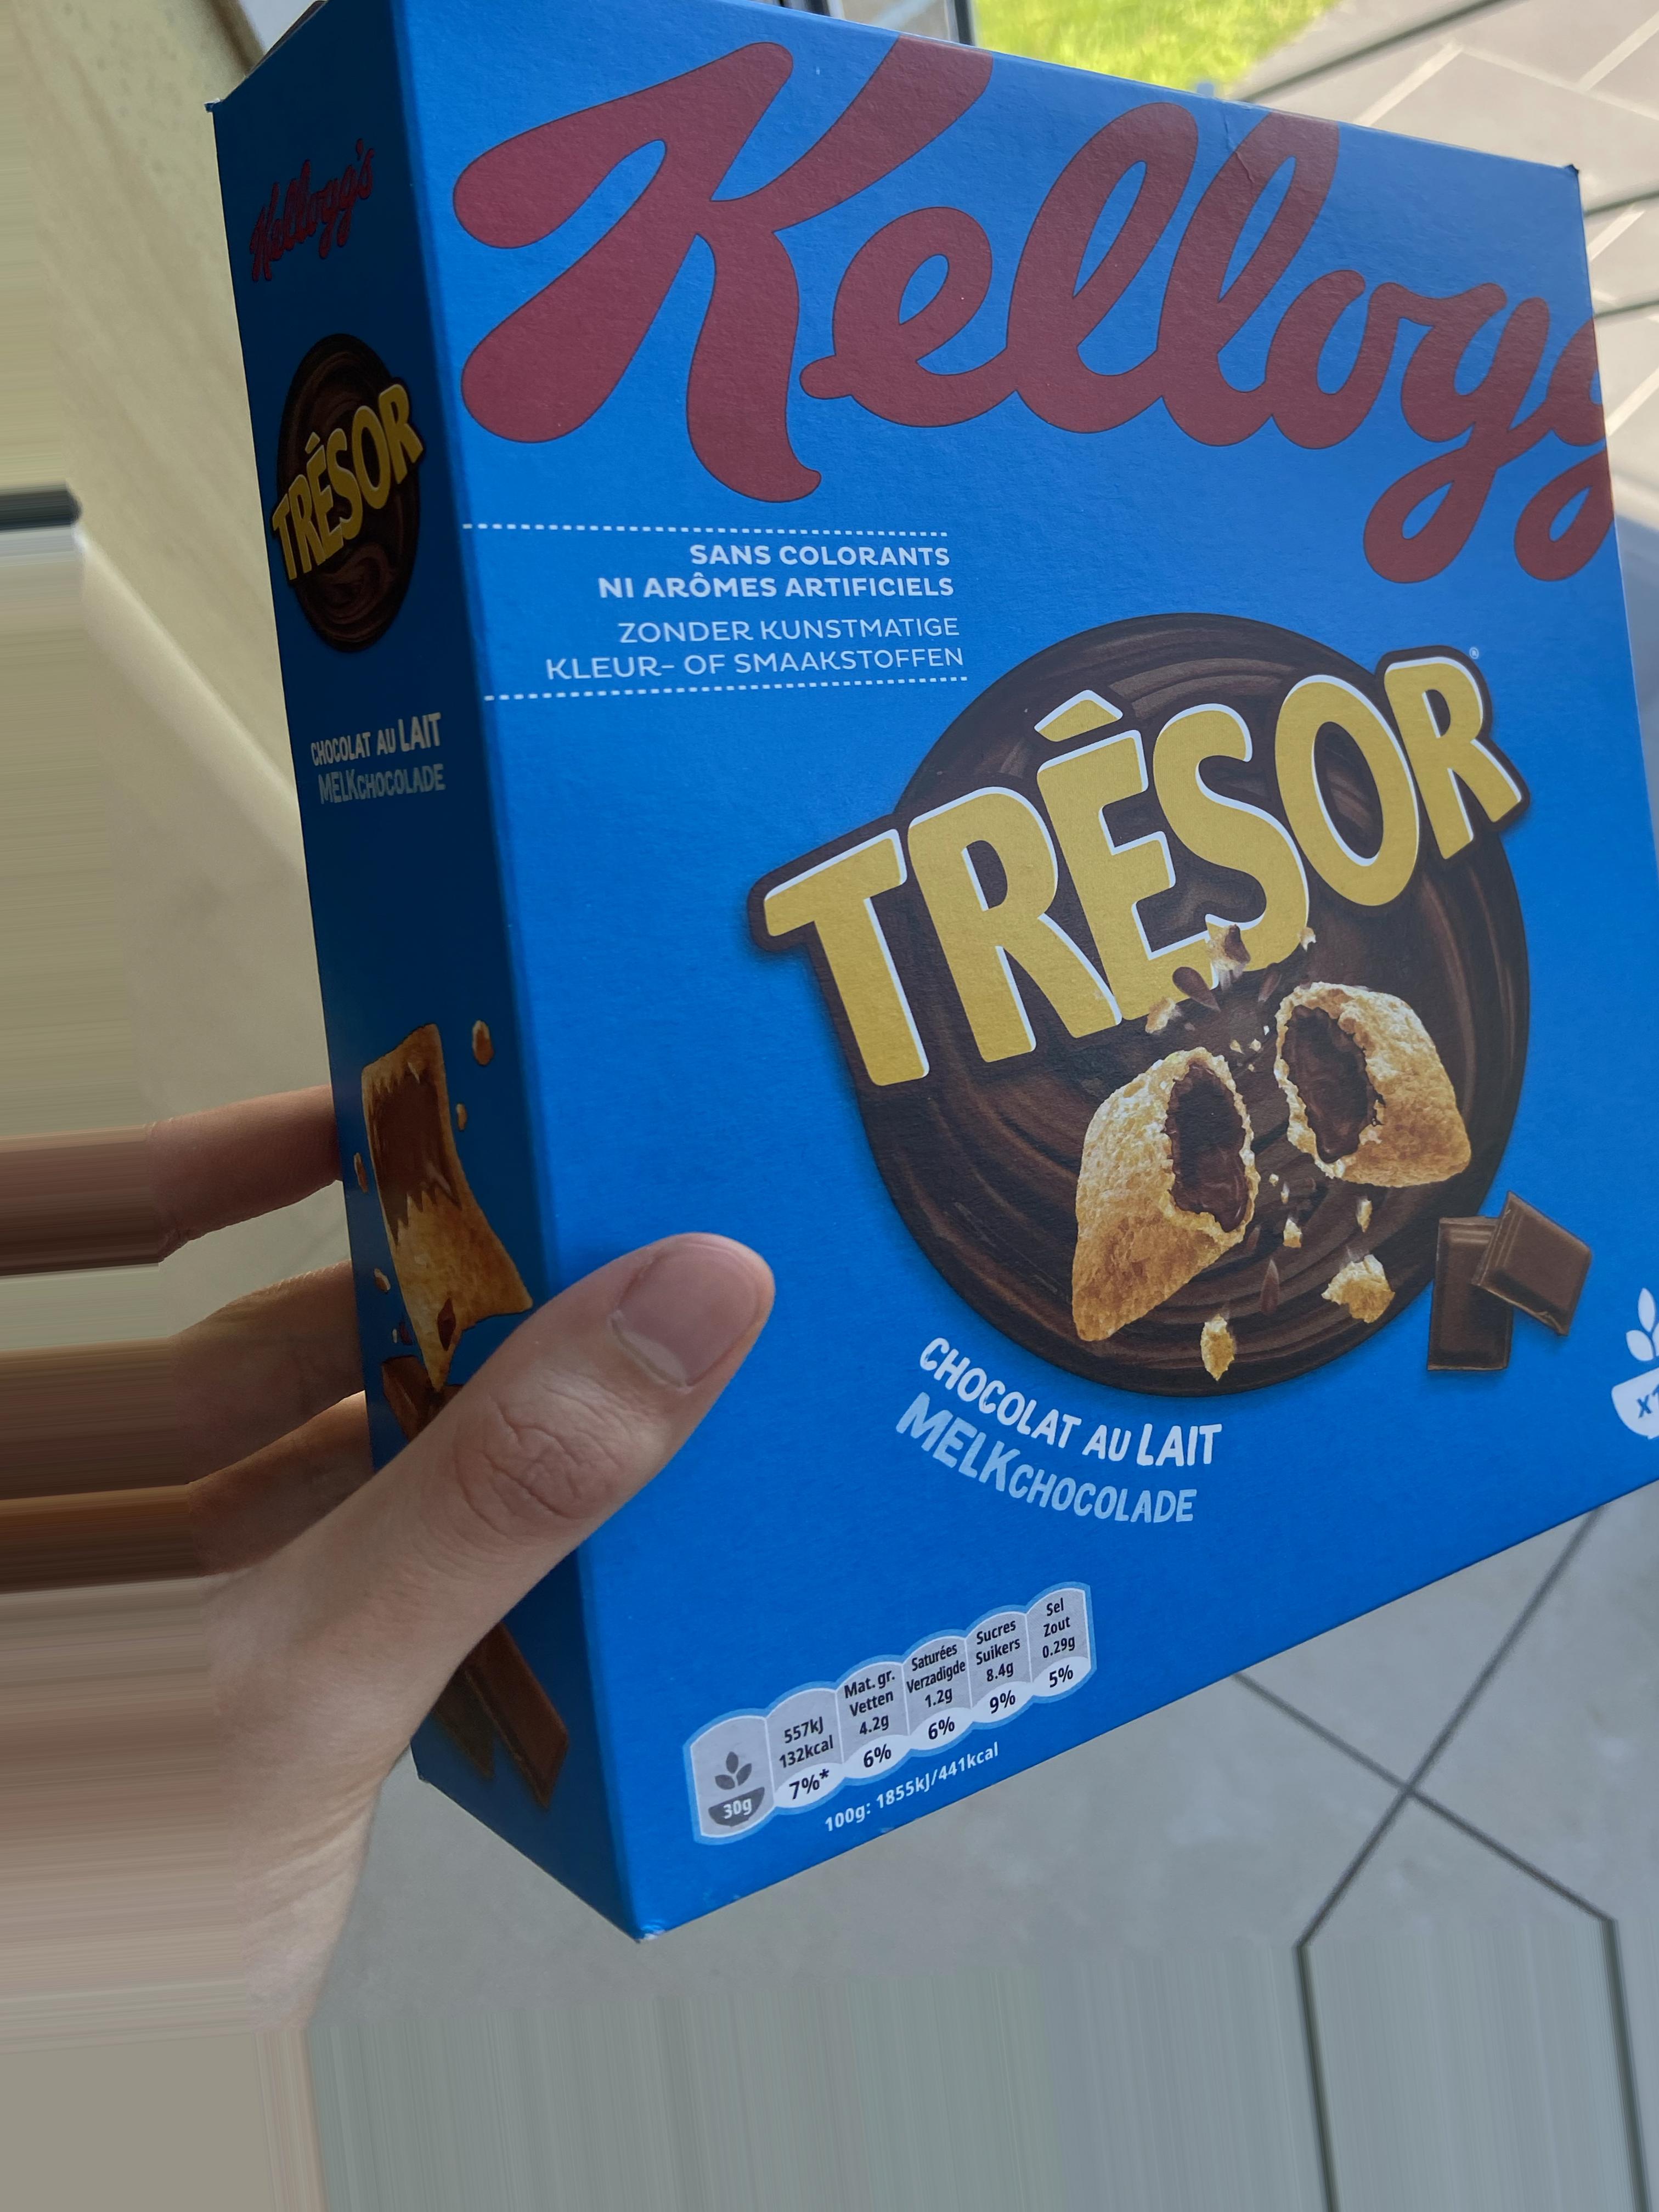 Kellogg's
TRÉSOR
CHOCOLAT AU LAIT
MELKCHOCOLADE
Kellogg
SANS COLORANTS
NI ARÔMES ARTIFICIELS
ZONDER KUNSTMATIGE
KLEUR- OF SMAAKSTOFFEN
TRÉSOR®
CHOCOLAT AU LAIT
MELKCHOCOLADE
30g
557kJ
132kcal
7%*
Mat. gr.
Vetten
4.2g
6%
Saturées
Verzadigde
1.2g
6%
Sucres
Suikers
8.4g
9%
Sel
Zout
0.29g
5%
100g: 1855kJ/441kcal